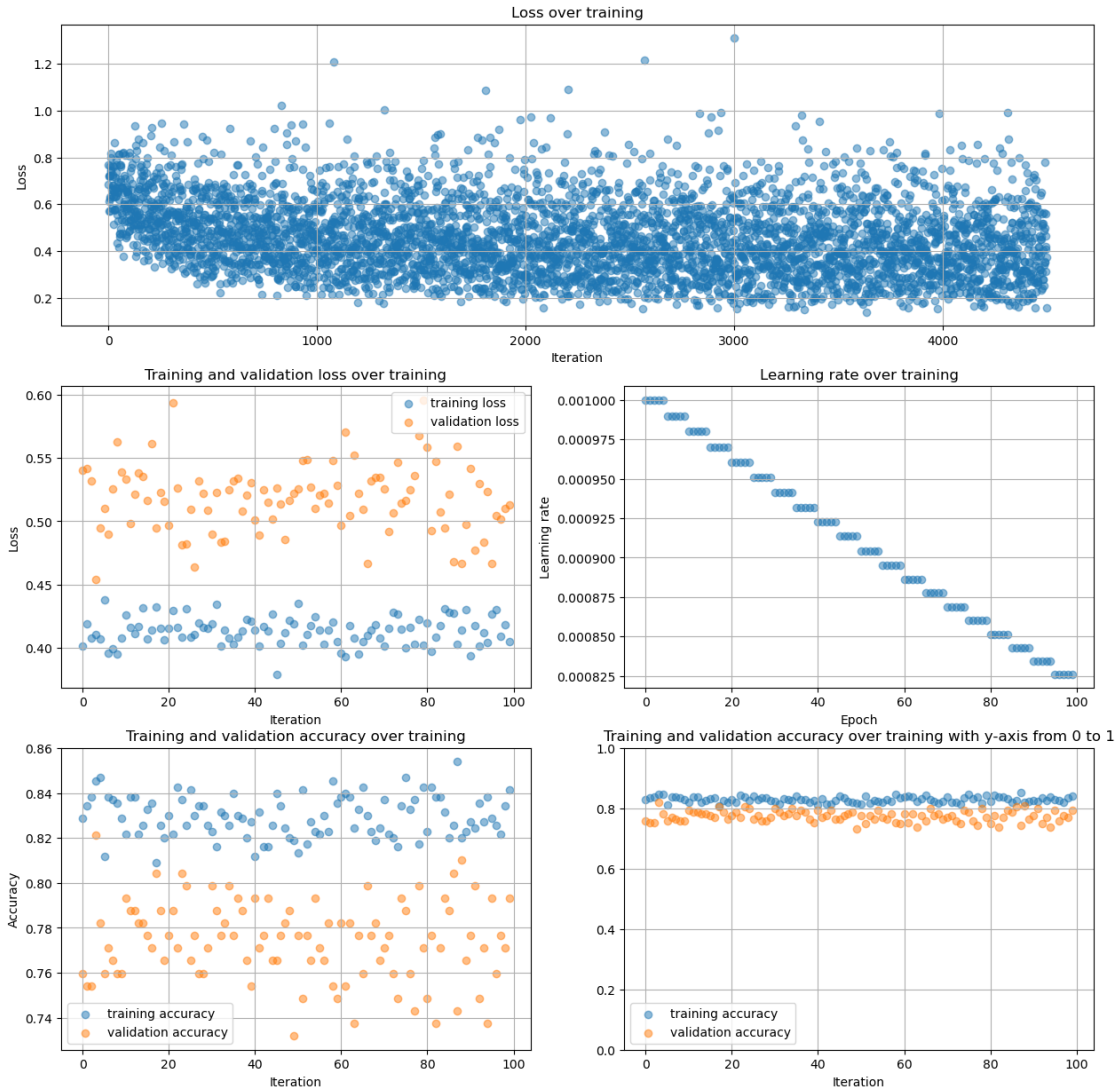 Loss over training
1.2
1.0
0.8
0.6
0.4
0.2
Loss
0 1000 2000 3000 4000
Iteration
Training and validation loss over training
0.60
0.55
0.50
0.45
0.40
Loss
training loss
validation loss
0 20 40 60 80 100
Iteration
Learning rate over training
0.001000
0.000975
0.000950
0.000925
0.000900
0.000875
0.000850
0.000825
Learning rate
0 20 40 60 80 100
Epoch
Training and validation accuracy over training
0.86
0.84
0.82
0.80
0.78
0.76
0.74
Accuracy
training accuracy
validation accuracy
0 20 40 60 80 100
Iteration
Training and validation accuracy over training with y-axis from 0 to 1
1.0
0.8
0.6
0.4
0.2
0.0
training accuracy
validation accuracy
0 20 40 60 80 100
Iteration